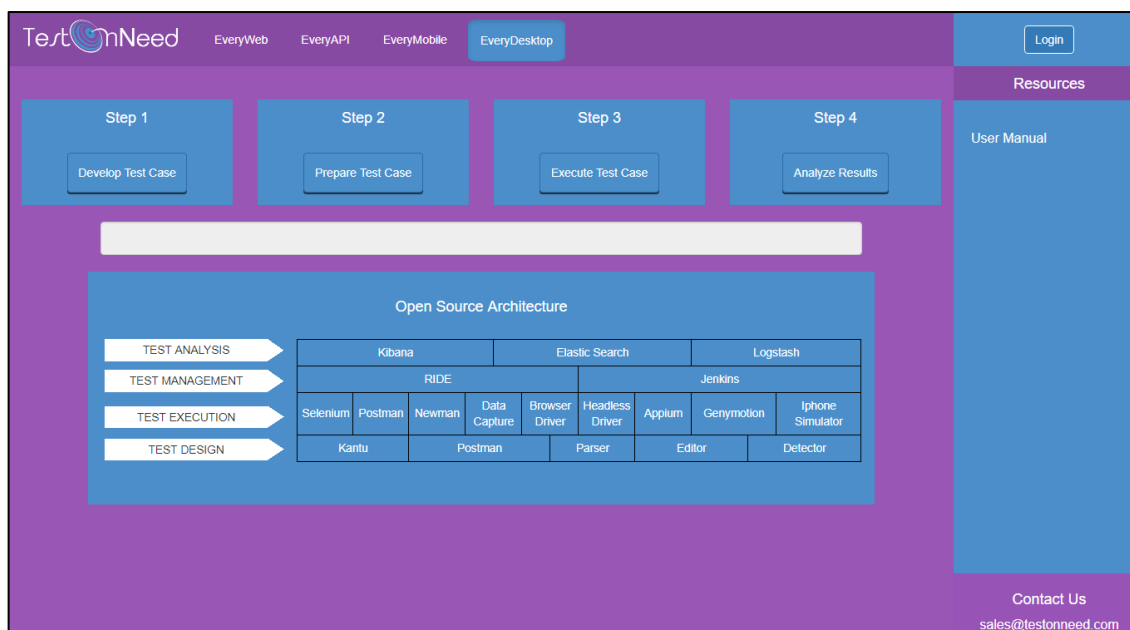 TestOnNeed EveryWeb EveryAPI EveryMobile EveryDesktop Login
Resources
User Manual
Step 1 Step 2 Step 3 Step 4
Develop Test Case Prepare Test Case Execute Test Case Analyze Results
Open Source Architecture
TEST ANALYSIS Kibana Elastic Search Logstash
TEST MANAGEMENT RIDE Jenkins
TEST EXECUTION Selenium Postman Newman Data Capture Browser Driver Headless Driver Appium Genymotion Iphone Simulator
TEST DESIGN Kantu Postman Parser Editor Detector
Contact Us
sales@testonneed.com